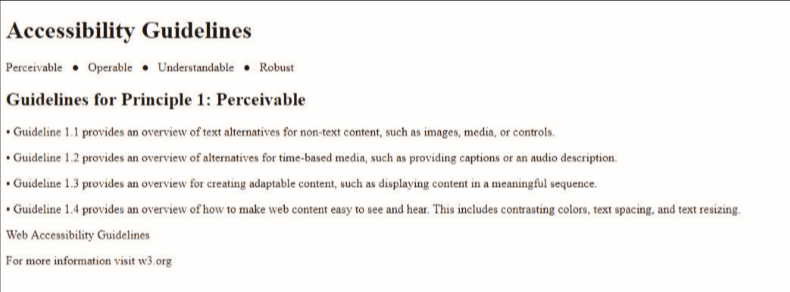 Accessibility Guidelines
Perceivable ● Operable ● Understandable ● Robust
Guidelines for Principle 1: Perceivable
▪ Guideline 1.1 provides an overview of text alternatives for non-text content, such as images, media, or controls.
▪ Guideline 1.2 provides an overview of alternatives for time-based media, such as providing captions or an audio description.
▪ Guideline 1.3 provides an overview for creating adaptable content, such as displaying content in a meaningful sequence.
▪ Guideline 1.4 provides an overview of how to make web content easy to see and hear. This includes contrasting colors, text spacing, and text resizing.
Web Accessibility Guidelines
For more information visit w3.org